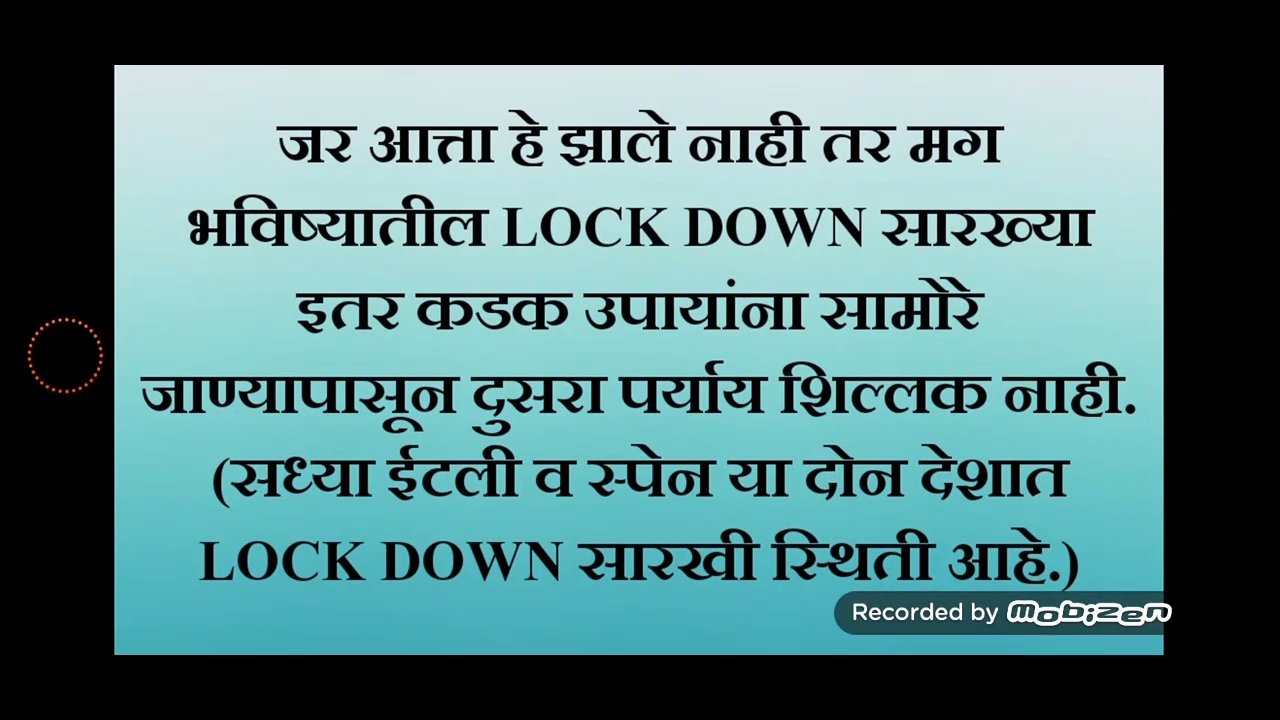 जर आत्ता हे झाले नाही तर मग
भविष्यातील LOCK DOWN सारख्या
इतर कडक उपायांना सामोरे
जाण्यापासून दुसरा पर्याय शिल्लक नाही.
(सध्या ईटली व स्पेन या दोन देशात
LOCK DOWN सारखी स्थिती आहे.)
Recorded by mobizen